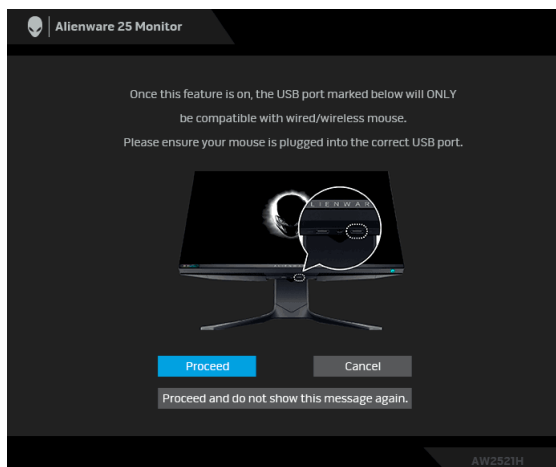 Alienware 25 Monitor
Once this feature is on, the USB port marked below will ONLY
be compatible with wired/wireless mouse.
Please ensure your mouse is plugged into the correct USB port.
LIENWAR
Proceed
Cancel
Proceed and do not show this message again.
AW2521H